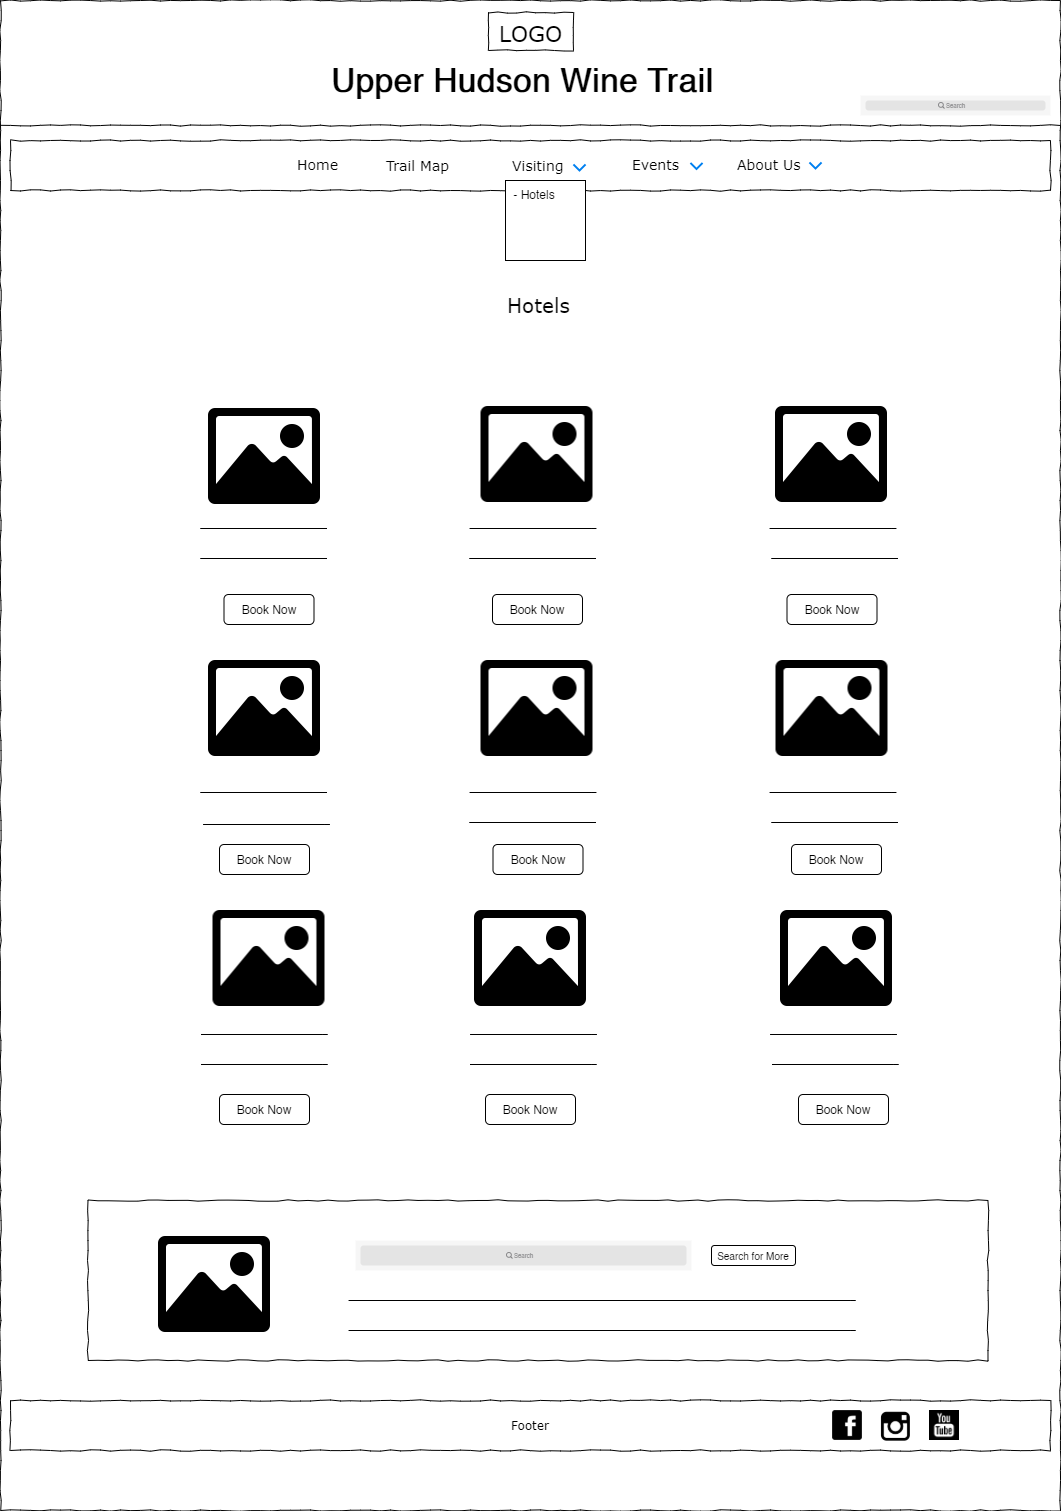 LOGO
Upper Hudson Wine Trail
Search
Home Trail Map Visiting Events About Us
- Hotels
Hotels
Book Now Book Now Book Now
Book Now Book Now Book Now
Book Now Book Now Book Now
Search Search for More
Footer
You
Tube